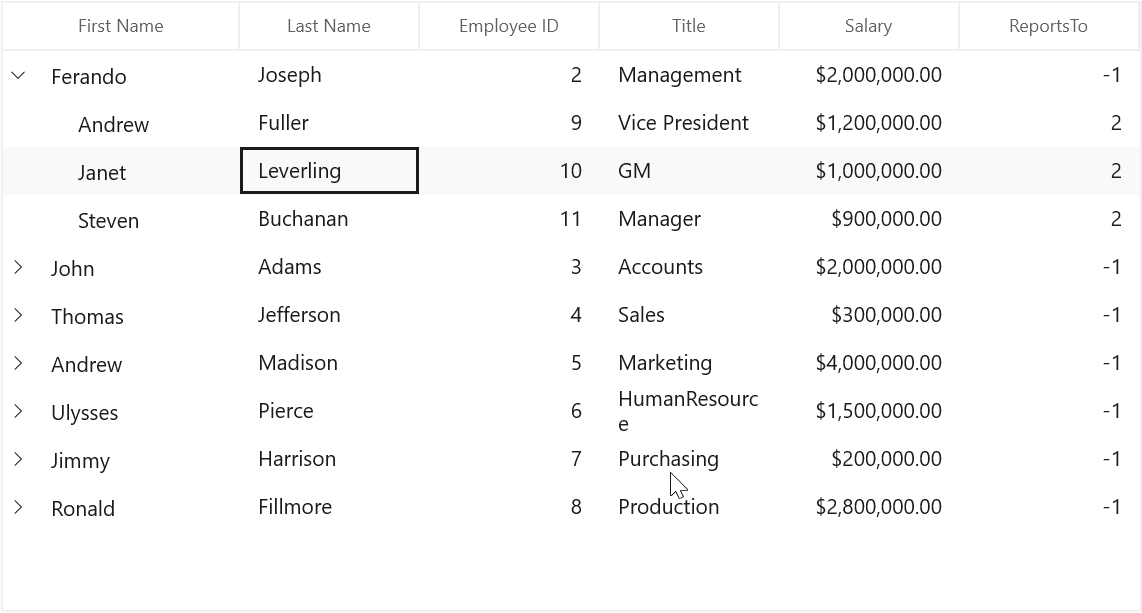 First Name Last Name Employee ID Title Salary ReportsTo
Ferando Joseph 2 Management $2,000,000.00 -1
Andrew Fuller 9 Vice President $1,200,000.00 2
Janet Leverling 10 GM $1,000,000.00 2
Steven Buchanan 11 Manager $900,000.00 2
John Adams 3 Accounts $2,000,000.00 -1
Thomas Jefferson 4 Sales $300,000.00 -1
Andrew Madison 5 Marketing $4,000,000.00 -1
Ulysses Pierce 6 HumanResourc $1,500,000.00 -1
e
Jimmy Harrison 7 Purchasing $200,000.00 -1
Ronald Fillmore 8 Production $2,800,000.00 -1